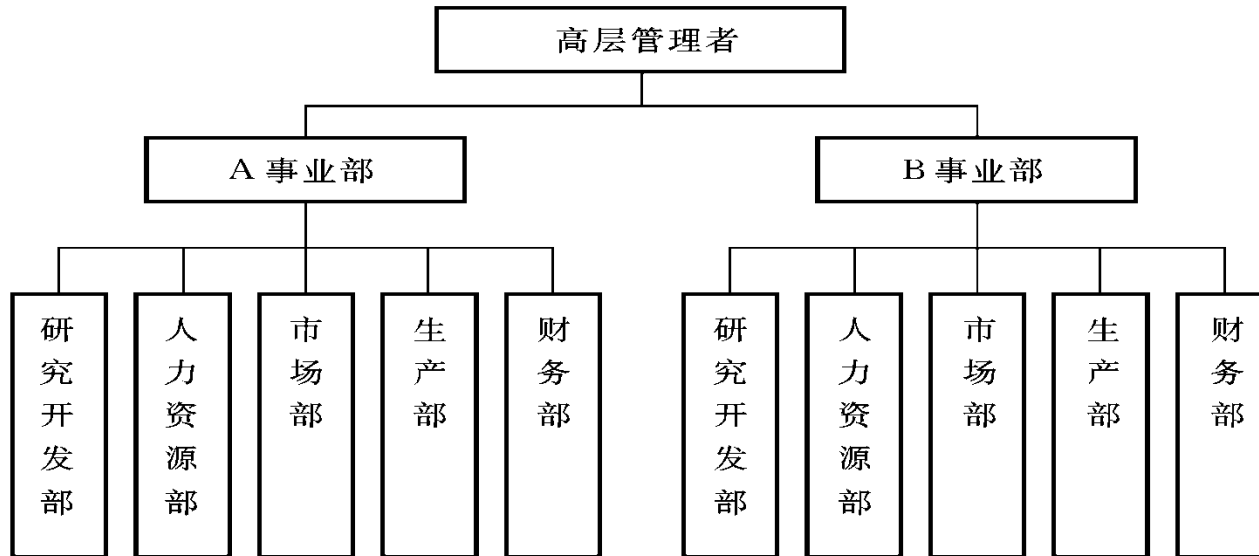 高层管理者
A 事业部
B 事业部
研究开发部
人力资源部
市场部
生产部
财务部
研究开发部
人力资源部
市场部
生产部
财务部